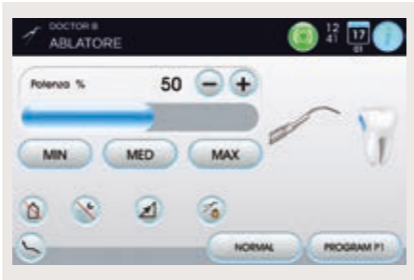 DOCTOR B
ABLATORE
12
41
17
01
Potenza %
50
MIN
MED
MAX
NORMAL
PROGRAM P1